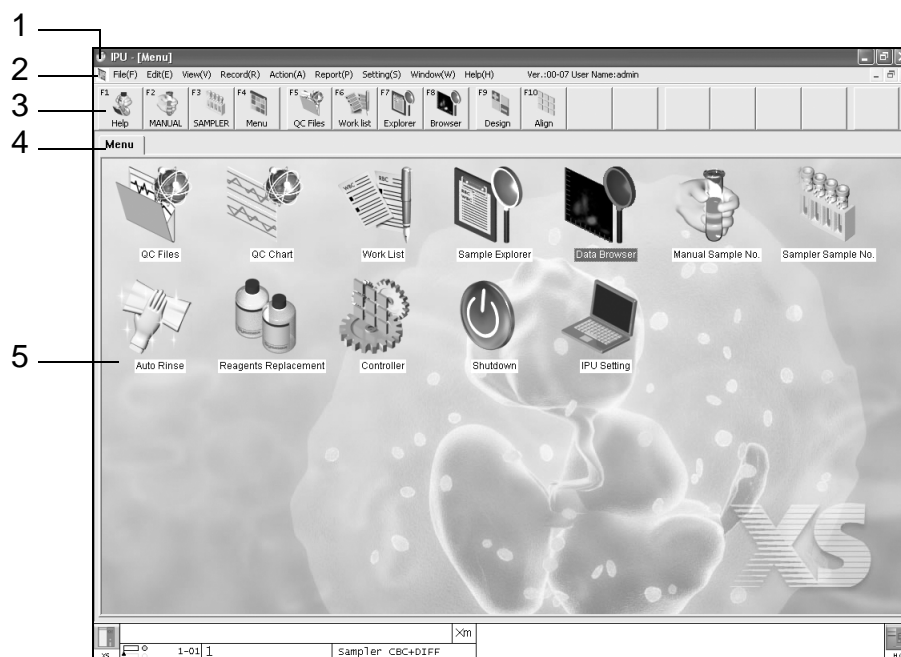 1
IPU - [Menu]
2
File(F) Edit(E) View(V) Record(R) Action(A) Report(P) Setting(S) Window(W) Help(H) Ver.:00-07 User Name:admin
3
F1 F2 F3 F4 F5 F6 F7 F8 F9 F10
Help MANUAL SAMPLER Menu QC Files Work list Explorer Browser Design Align
4
Menu
QC Files QC Chart Work List Sample Explorer Data Browser Manual Sample No. Sampler Sample No.
5
Auto Rinse Reagents Replacement Controller Shutdown IPU Setting
XS
Xm
1-01 1 Sampler CBC+DIFF